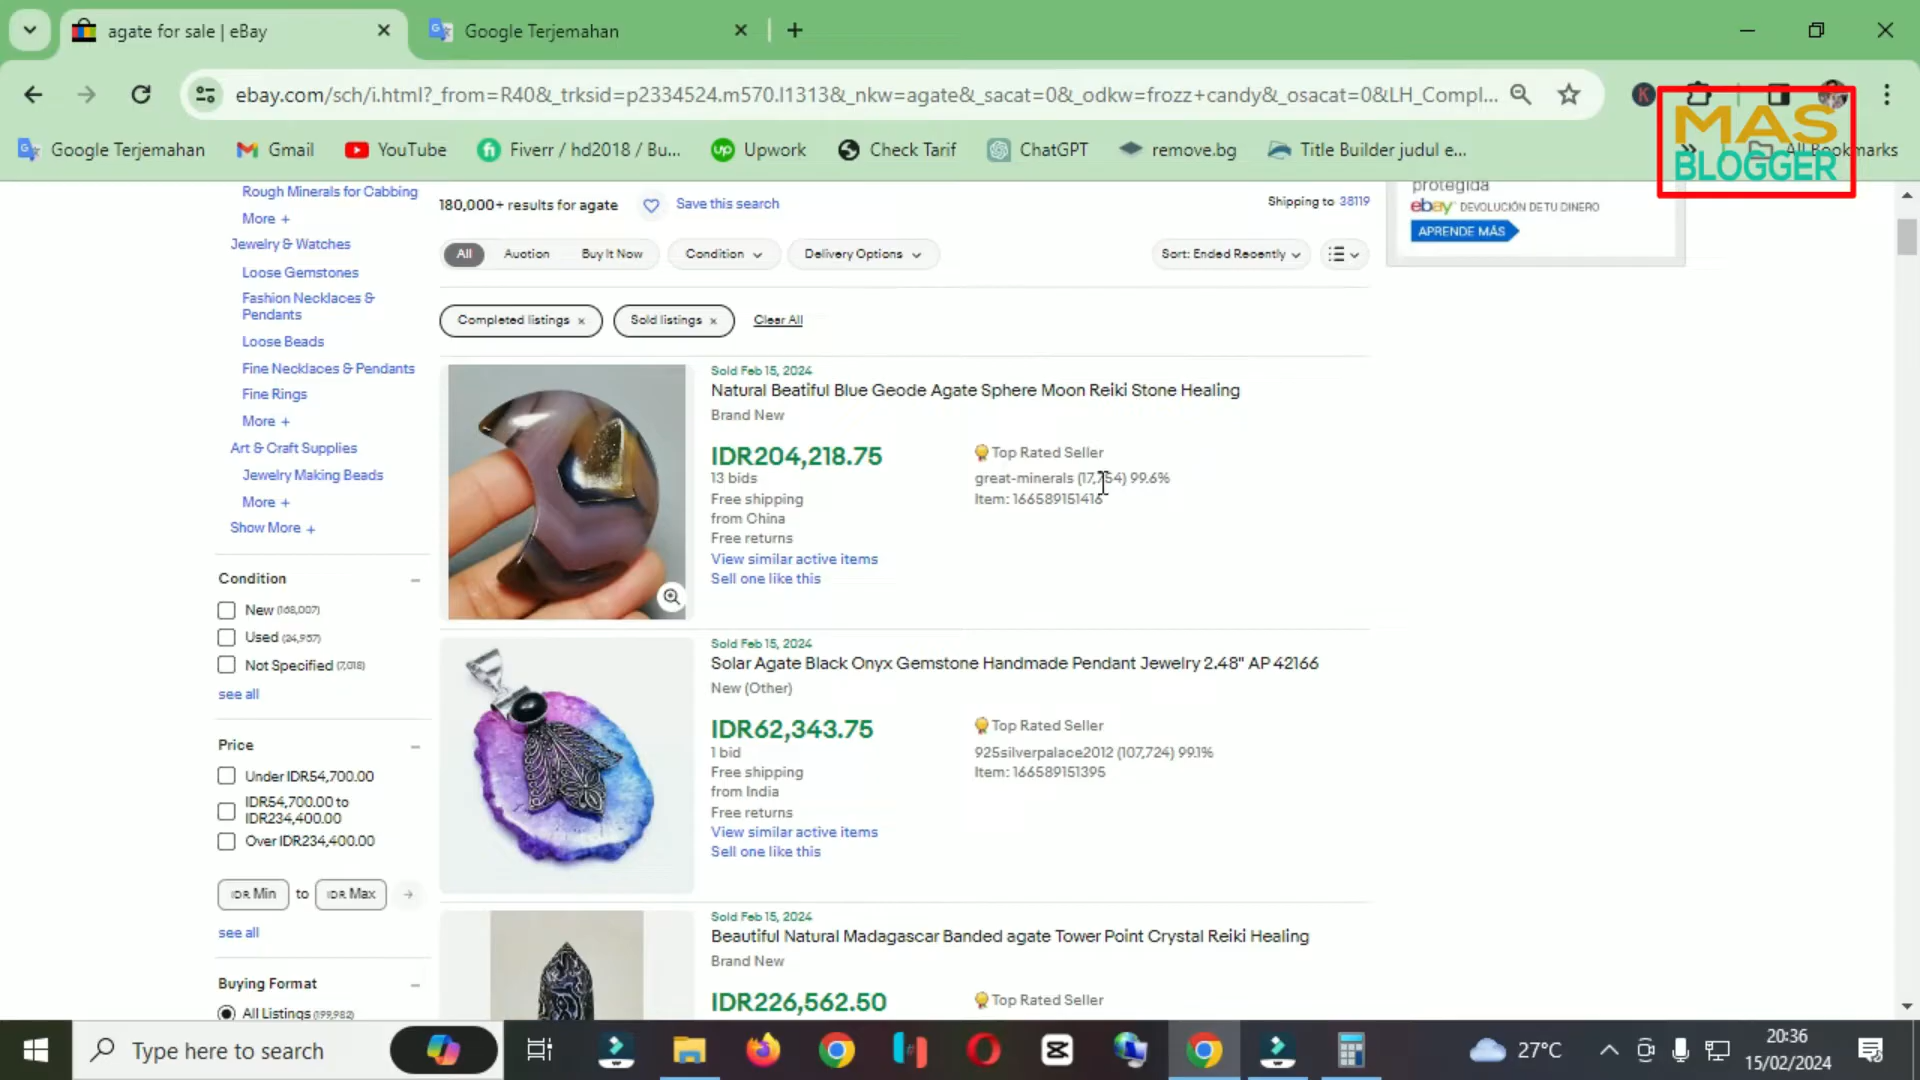 agate for sale | eBay
Google Terjemahan
ebay.com/sch/i.html?_from=R40&_trksid=p2334524.m570.l1313&_nkw=agate&_sacat=0&_odkw=frozz+candy&_osacat=0&LH_Compl...
K
MAS
BLOGGER
Google Terjemahan
Gmail
YouTube
Fiverr / hd2018 / Bu...
Upwork
Check Tarif
ChatGPT
remove.bg
Title Builder judul e...
All Bookmarks
Rough Minerals for Cabbing
More +
Jewelry & Watches
Loose Gemstones
Fashion Necklaces &
Pendants
Loose Beads
Fine Necklaces & Pendants
Fine Rings
More +
Art & Craft Supplies
Jewelry Making Beads
More +
Show More +
Condition
New (168,007)
Used (24,957)
Not Specified (7,018)
see all
Price
Under IDR54,700.00
IDR54,700.00 to
IDR234,400.00
Over IDR234,400.00
IDR Min to IDR Max
see all
Buying Format
All Listings (199,982)
180,000+ results for agate
Save this search
Shipping to 38119
All
Auction
Buy It Now
Condition
Delivery Options
Sort: Ended Recently
Completed listings ×
Sold listings ×
Clear All
Sold Feb 15, 2024
Natural Beatiful Blue Geode Agate Sphere Moon Reiki Stone Healing
Brand New
IDR204,218.75
13 bids
Free shipping
from China
Free returns
View similar active items
Sell one like this
Top Rated Seller
great-minerals (17,754) 99.6%
Item: 166589151416
Sold Feb 15, 2024
Solar Agate Black Onyx Gemstone Handmade Pendant Jewelry 2.48" AP 42166
New (Other)
IDR62,343.75
1 bid
Free shipping
from India
Free returns
View similar active items
Sell one like this
Top Rated Seller
925silverpalace2012 (107,724) 99.1%
Item: 166589151395
Sold Feb 15, 2024
Beautiful Natural Madagascar Banded agate Tower Point Crystal Reiki Healing
Brand New
IDR226,562.50
Top Rated Seller
protegida
ebay DEVOLUCIÓN DE TU DINERO
APRENDE MÁS
Type here to search
27°C
20:36
15/02/2024